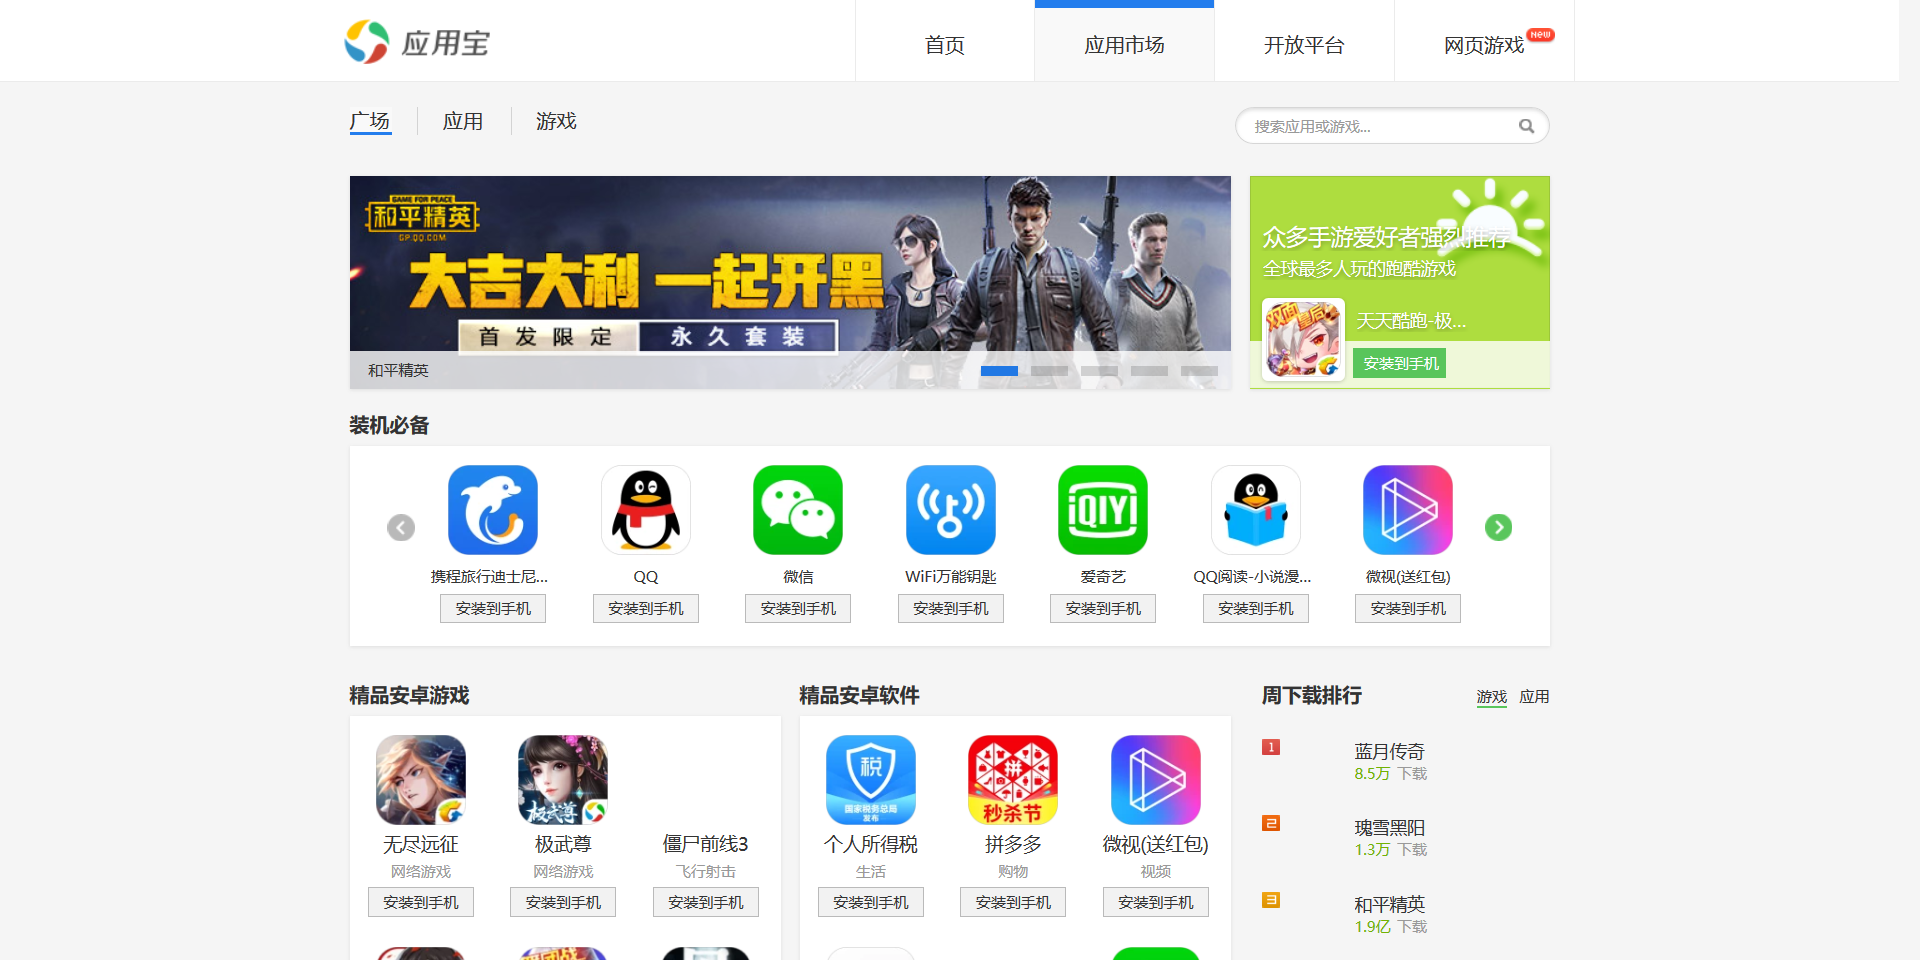 应用宝
首页
应用市场
开放平台
网页游戏
New
广场
应用
游戏
搜索应用或游戏...
GAME FOR PEACE
和平精英
GP.QQ.COM
大吉大利 一起开黑
首发限定 永久套装
和平精英
众多手游爱好者强烈推荐
全球最多人玩的跑酷游戏
双面皇后
天天酷跑-极...
安装到手机
装机必备
iQIYI
携程旅行迪士尼...
QQ
微信
WiFi万能钥匙
爱奇艺
QQ阅读-小说漫...
微视(送红包)
安装到手机
安装到手机
安装到手机
安装到手机
安装到手机
安装到手机
安装到手机
精品安卓游戏
极武尊
无尽远征
极武尊
僵尸前线3
网络游戏
网络游戏
飞行射击
安装到手机
安装到手机
安装到手机
精品安卓软件
税
国家税务总局
发布
拼
秒杀节
个人所得税
拼多多
微视(送红包)
生活
购物
视频
安装到手机
安装到手机
安装到手机
周下载排行
游戏
应用
1
蓝月传奇
8.5万 下载
2
瑰雪黑阳
1.3万 下载
3
和平精英
1.9亿 下载